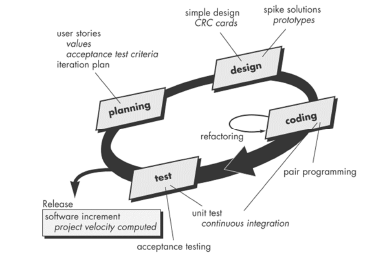 simple design
CRC cards
spike solutions
prototypes
user stories
values
acceptance test criteria
iteration plan
design
planning
coding
refactoring
pair programming
test
Release
software increment
project velocity computed
unit test
continuous integration
acceptance testing